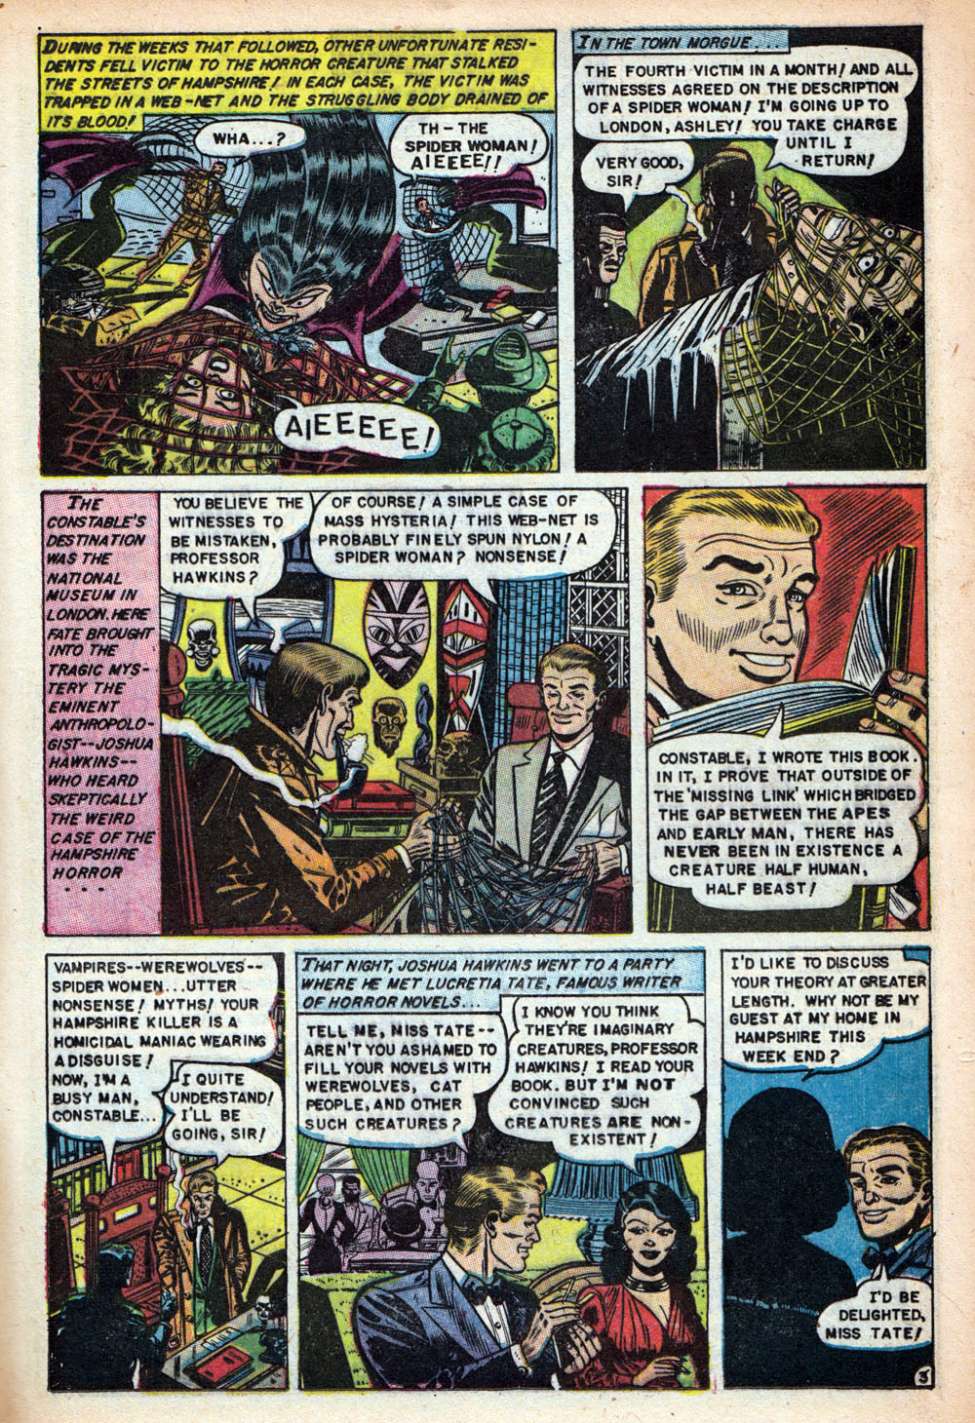 DURING THE WEEKS THAT FOLLOWED, OTHER UNFORTUNATE RESI-
DENTS FELL VICTIM TO THE HORROR CREATURE THAT STALKED
THE STREETS OF HAMPSHIRE! IN EACH CASE, THE VICTIM WAS
TRAPPED IN A WEB-NET AND THE STRUGGLING BODY DRAINED OF
ITS BLOOD!
WHA...?
TH-THE
SPIDER WOMAN!
AIEEEE!!
AIEEEEE!
IN THE TOWN MORGUE...
THE FOURTH VICTIM IN A MONTH! AND ALL
WITNESSES AGREED ON THE DESCRIPTION
OF A SPIDER WOMAN! I'M GOING UP TO
LONDON, ASHLEY! YOU TAKE CHARGE
UNTIL I
RETURN!
VERY GOOD,
SIR!
THE
CONSTABLE'S
DESTINATION
WAS THE
NATIONAL
MUSEUM IN
LONDON. HERE
FATE BROUGHT
INTO THE
TRAGIC MYS-
TERY THE
EMINENT
ANTHROPOLO-
GIST--JOSHUA
HAWKINS--
WHO HEARD
SKEPTICALLY
THE WEIRD
CASE OF THE
HAMPSHIRE
HORROR
...
YOU BELIEVE THE
WITNESSES TO
BE MISTAKEN,
PROFESSOR
HAWKINS?
OF COURSE! A SIMPLE CASE OF
MASS HYSTERIA! THIS WEB-NET IS
PROBABLY FINELY SPUN NYLON! A
SPIDER WOMAN? NONSENSE!
CONSTABLE, I WROTE THIS BOOK.
IN IT, I PROVE THAT OUTSIDE OF
THE 'MISSING LINK' WHICH BRIDGED
THE GAP BETWEEN THE APES
AND EARLY MAN, THERE HAS
NEVER BEEN IN EXISTENCE A
CREATURE HALF HUMAN,
HALF BEAST!
VAMPIRES--WEREWOLVES--
SPIDER WOMEN...UTTER
NONSENSE! MYTHS! YOUR
HAMPSHIRE KILLER IS A
HOMICIDAL MANIAC WEARING
A DISGUISE!
NOW, I'M A
BUSY MAN,
CONSTABLE...
I QUITE
UNDERSTAND!
I'LL BE
GOING, SIR!
THAT NIGHT, JOSHUA HAWKINS WENT TO A PARTY
WHERE HE MET LUCRETIA TATE, FAMOUS WRITER
OF HORROR NOVELS...
TELL ME, MISS TATE--
AREN'T YOU ASHAMED TO
FILL YOUR NOVELS WITH
WEREWOLVES, CAT
PEOPLE, AND OTHER
SUCH CREATURES?
I KNOW YOU THINK
THEY'RE IMAGINARY
CREATURES, PROFESSOR
HAWKINS! I READ YOUR
BOOK. BUT I'M NOT
CONVINCED SUCH
CREATURES ARE NON-
EXISTENT!
I'D LIKE TO DISCUSS
YOUR THEORY AT GREATER
LENGTH. WHY NOT BE MY
GUEST AT MY HOME IN
HAMPSHIRE THIS
WEEK END?
I'D BE
DELIGHTED,
MISS TATE!
3